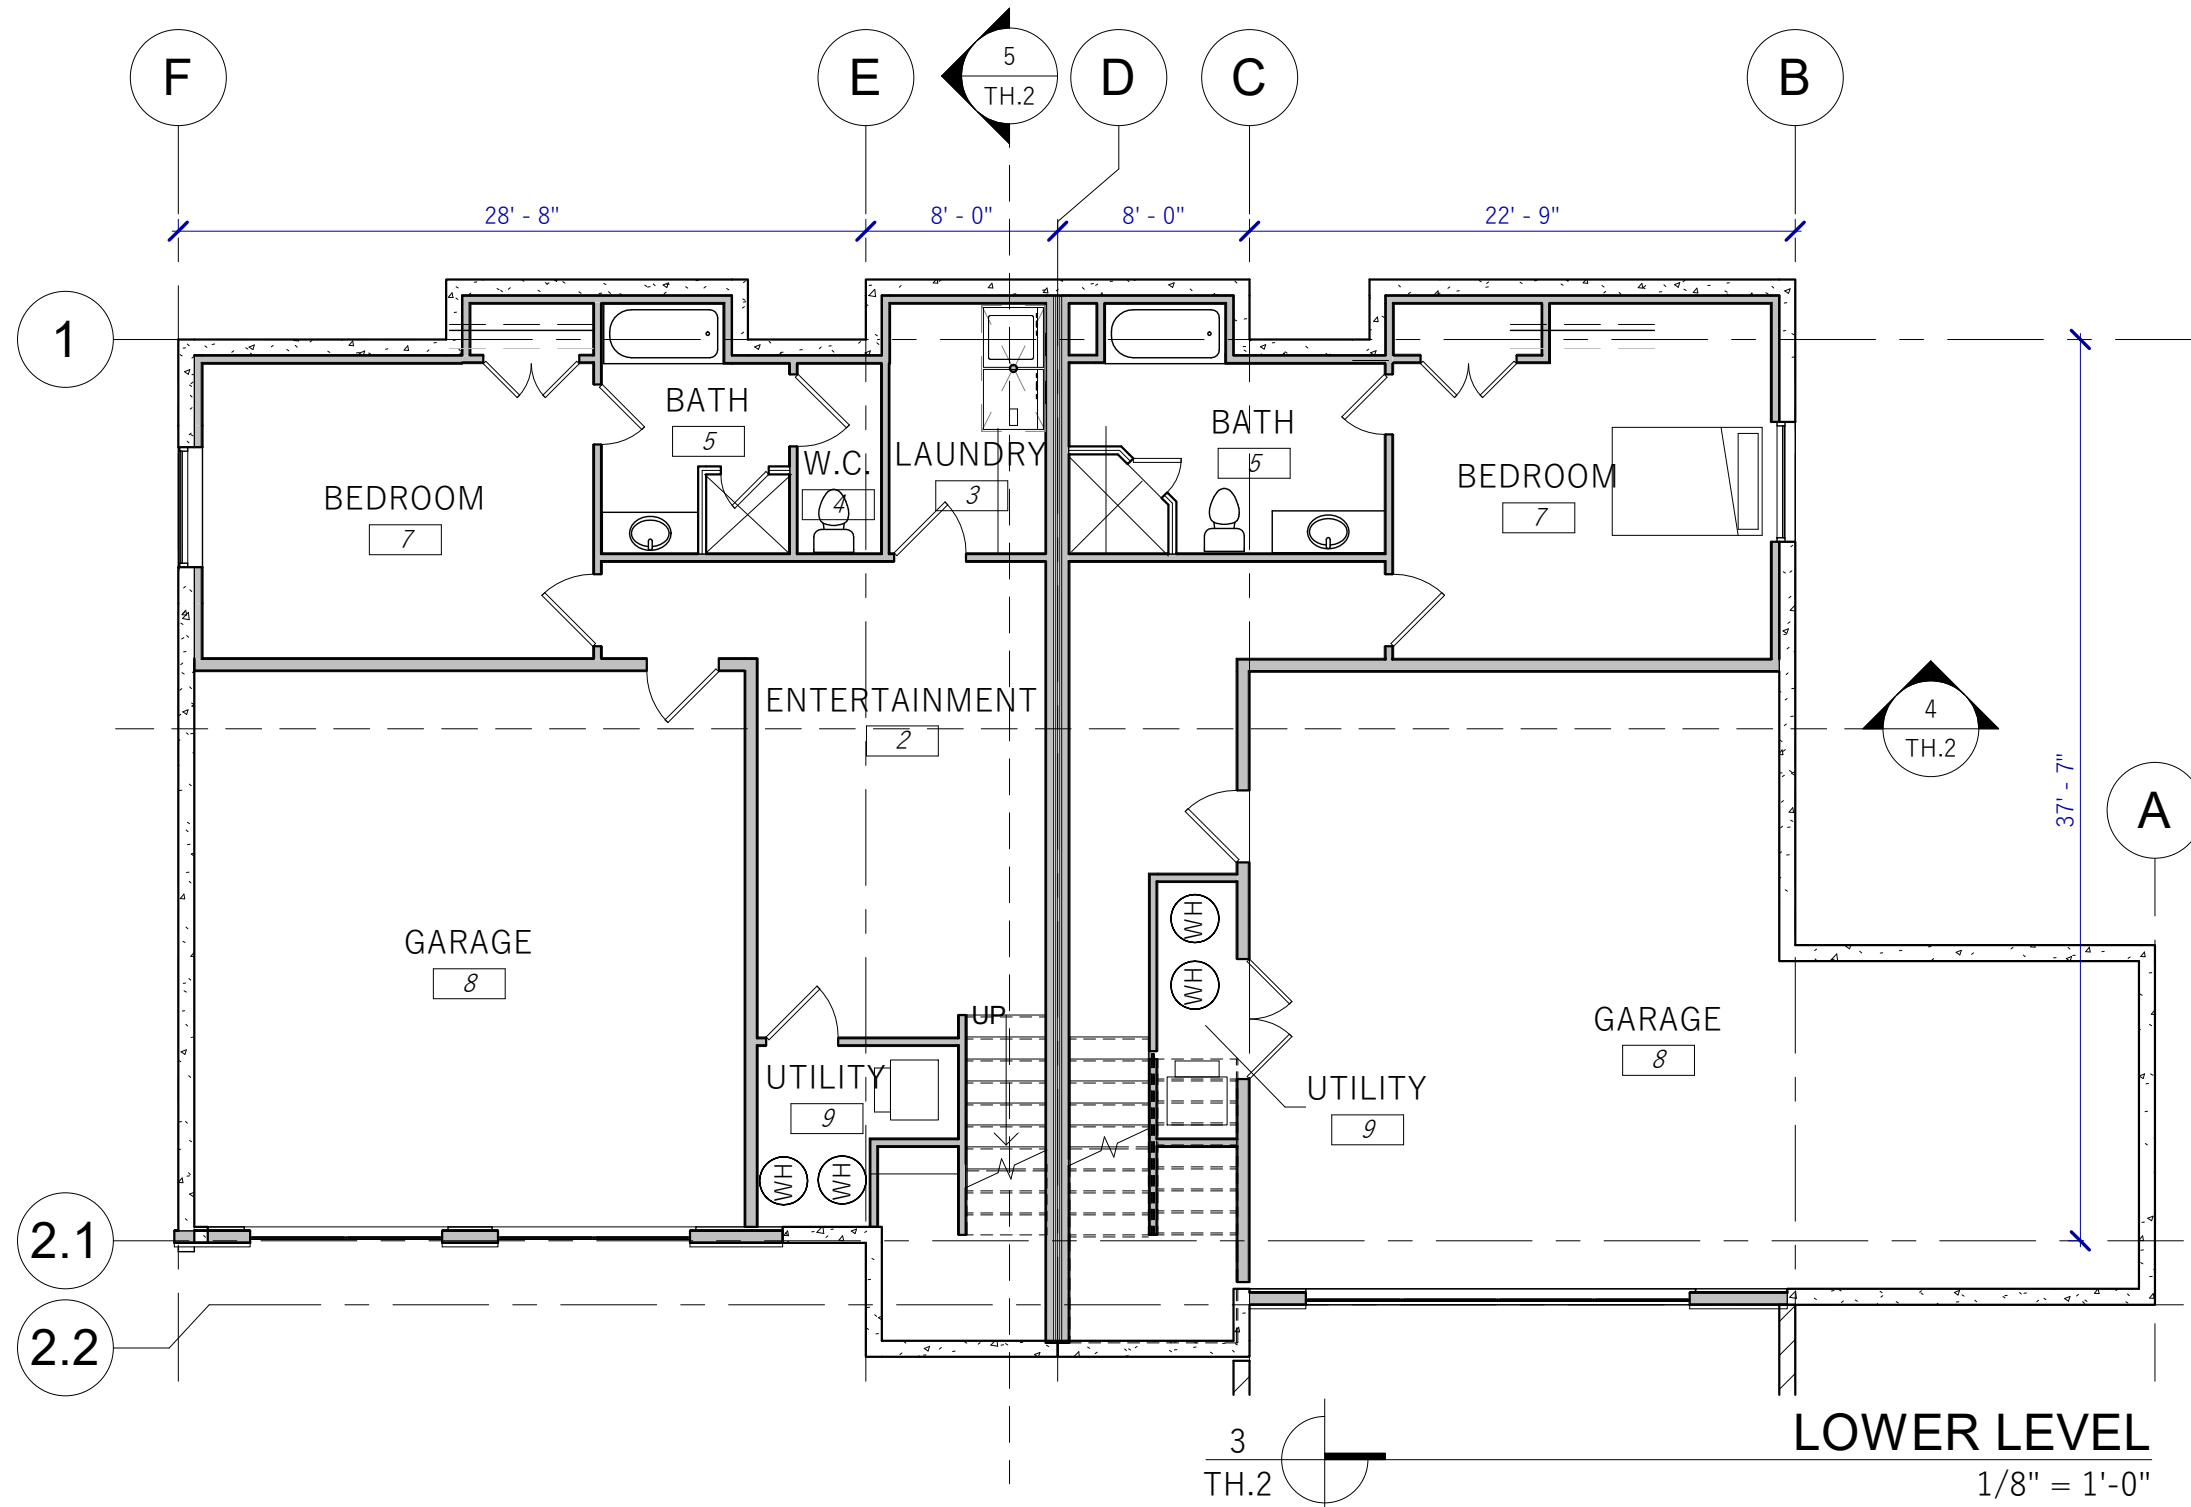 F
E
5
TH.2
D
C
B
28' - 8"
8' - 0"
8' - 0"
22' - 9"
1
BATH
5
BATH
5
W.C.
4
LAUNDRY
3
BEDROOM
7
BEDROOM
7
ENTERTAINMENT
2
4
TH.2
37' - 7"
A
WH
WH
GARAGE
8
UP
GARAGE
8
UTILITY
9
UTILITY
9
WH
WH
2.1
2.2
3
TH.2
LOWER LEVEL
1/8" = 1'-0"